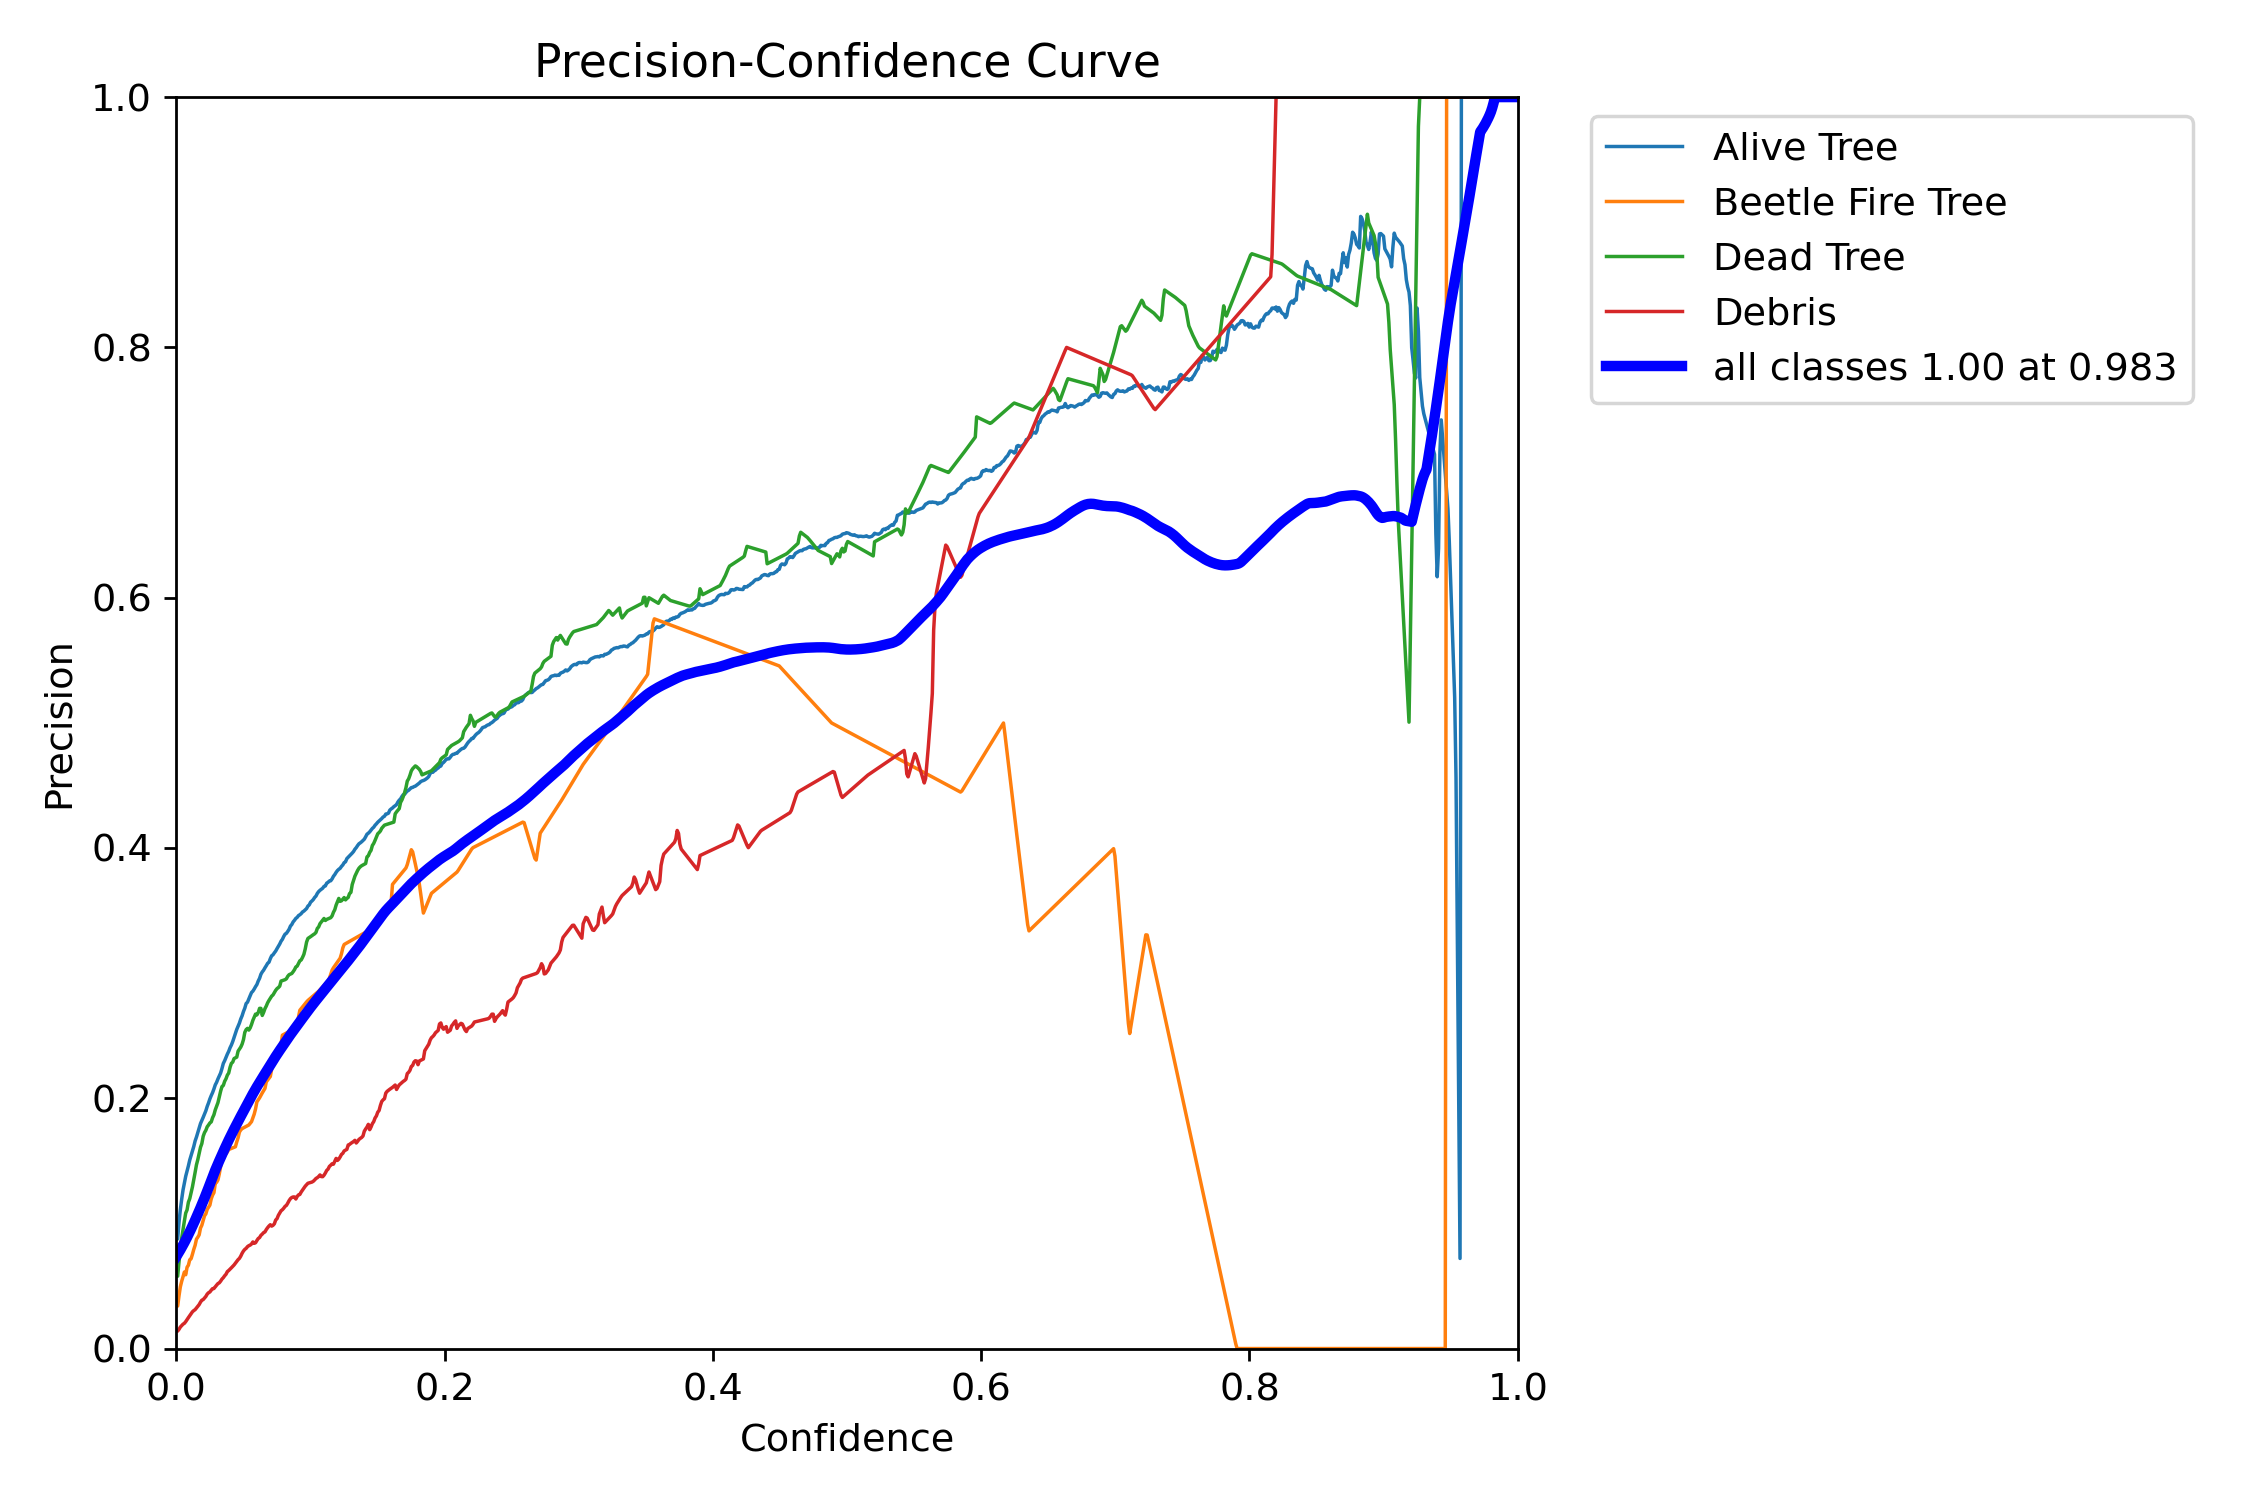 Precision-Confidence Curve
1.0
0.8
0.6
0.4
0.2
0.0
Precision
0.0 0.2 0.4 0.6 0.8 1.0
Confidence
Alive Tree
Beetle Fire Tree
Dead Tree
Debris
all classes 1.00 at 0.983